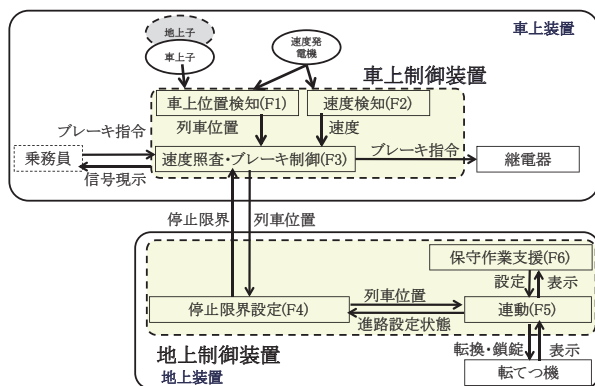 車上装置
地上子
車上子
速度発
電機
車上制御装置
車上位置検知(F1)
速度検知(F2)
列車位置
速度
ブレーキ指令
乗務員
信号現示
速度照査・ブレーキ制御(F3)
ブレーキ指令
継電器
停止限界
列車位置
保守作業支援(F6)
設定
表示
停止限界設定(F4)
列車位置
進路設定状態
連動(F5)
地上制御装置
地上装置
転換・鎖錠
表示
転てつ機